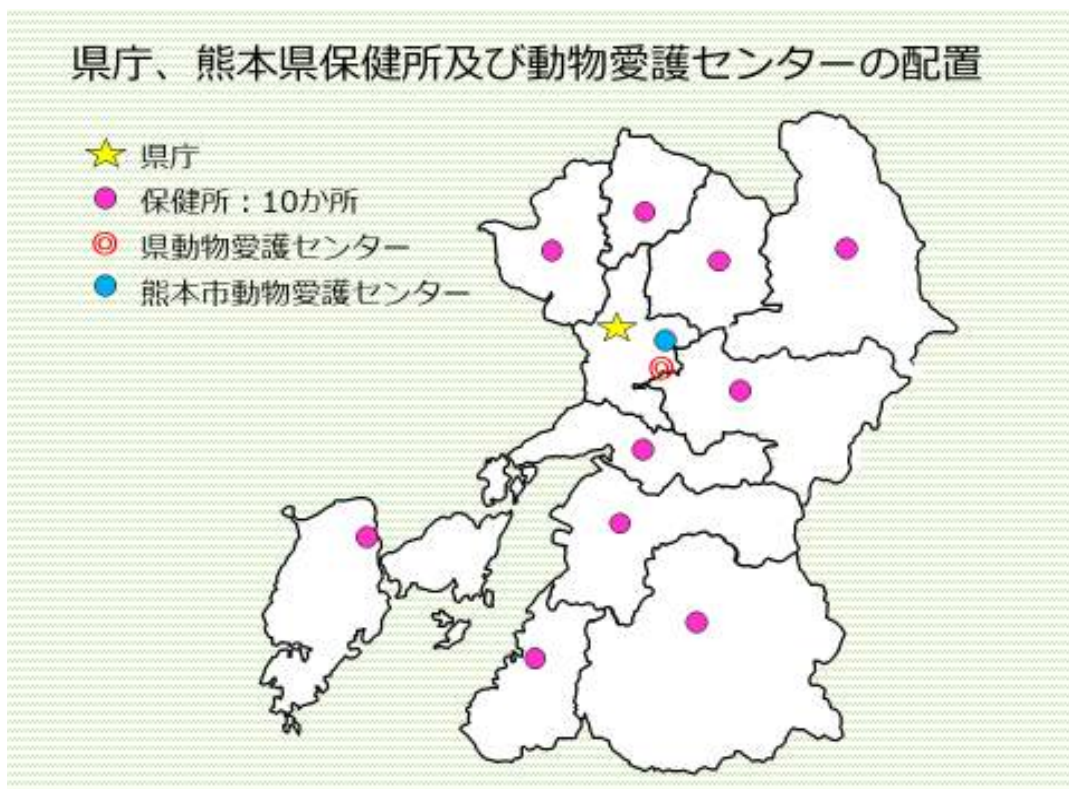 県庁、熊本県保健所及び動物愛護センターの配置
県庁
保健所：10か所
県動物愛護センター
熊本市動物愛護センター